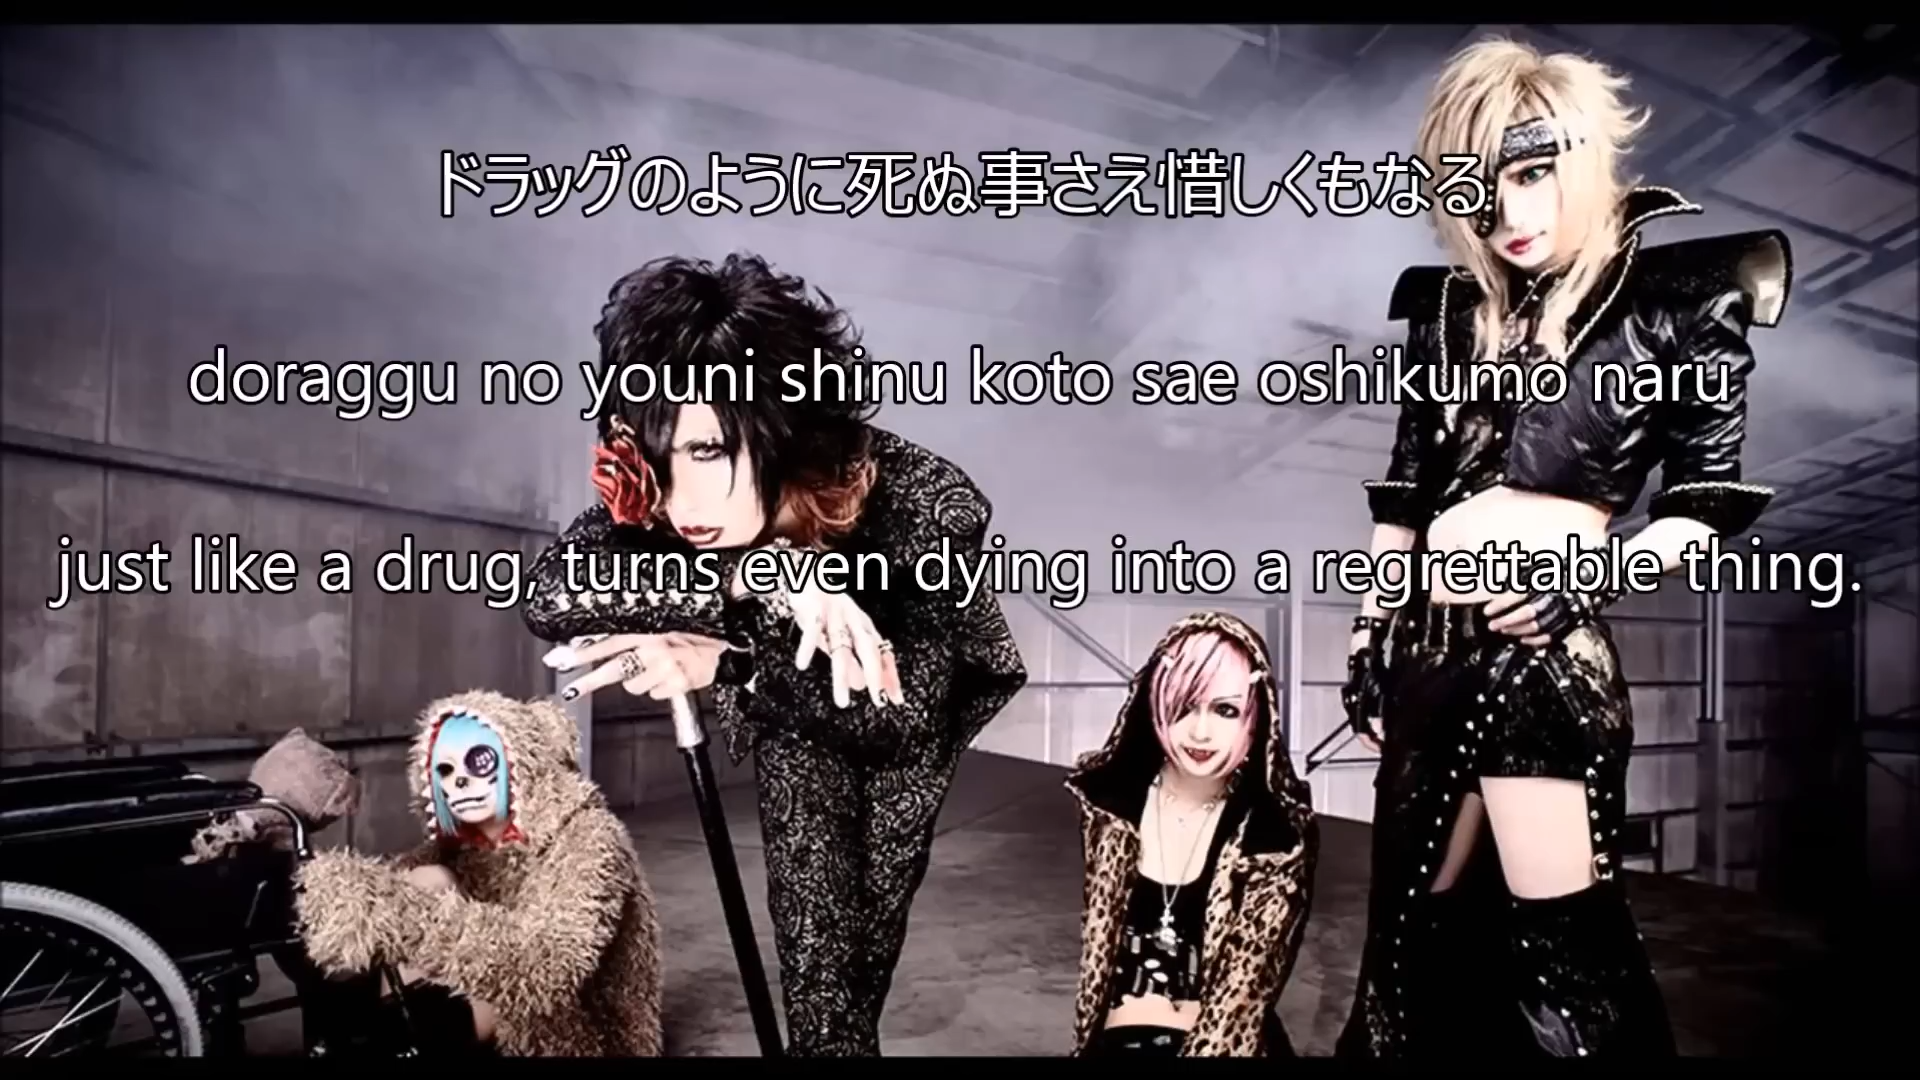 ドラッグのように死ぬ事さえ惜しくもなる
doraggu no youni shinu koto sae oshikumo naru
just like a drug, turns even dying into a regrettable thing.